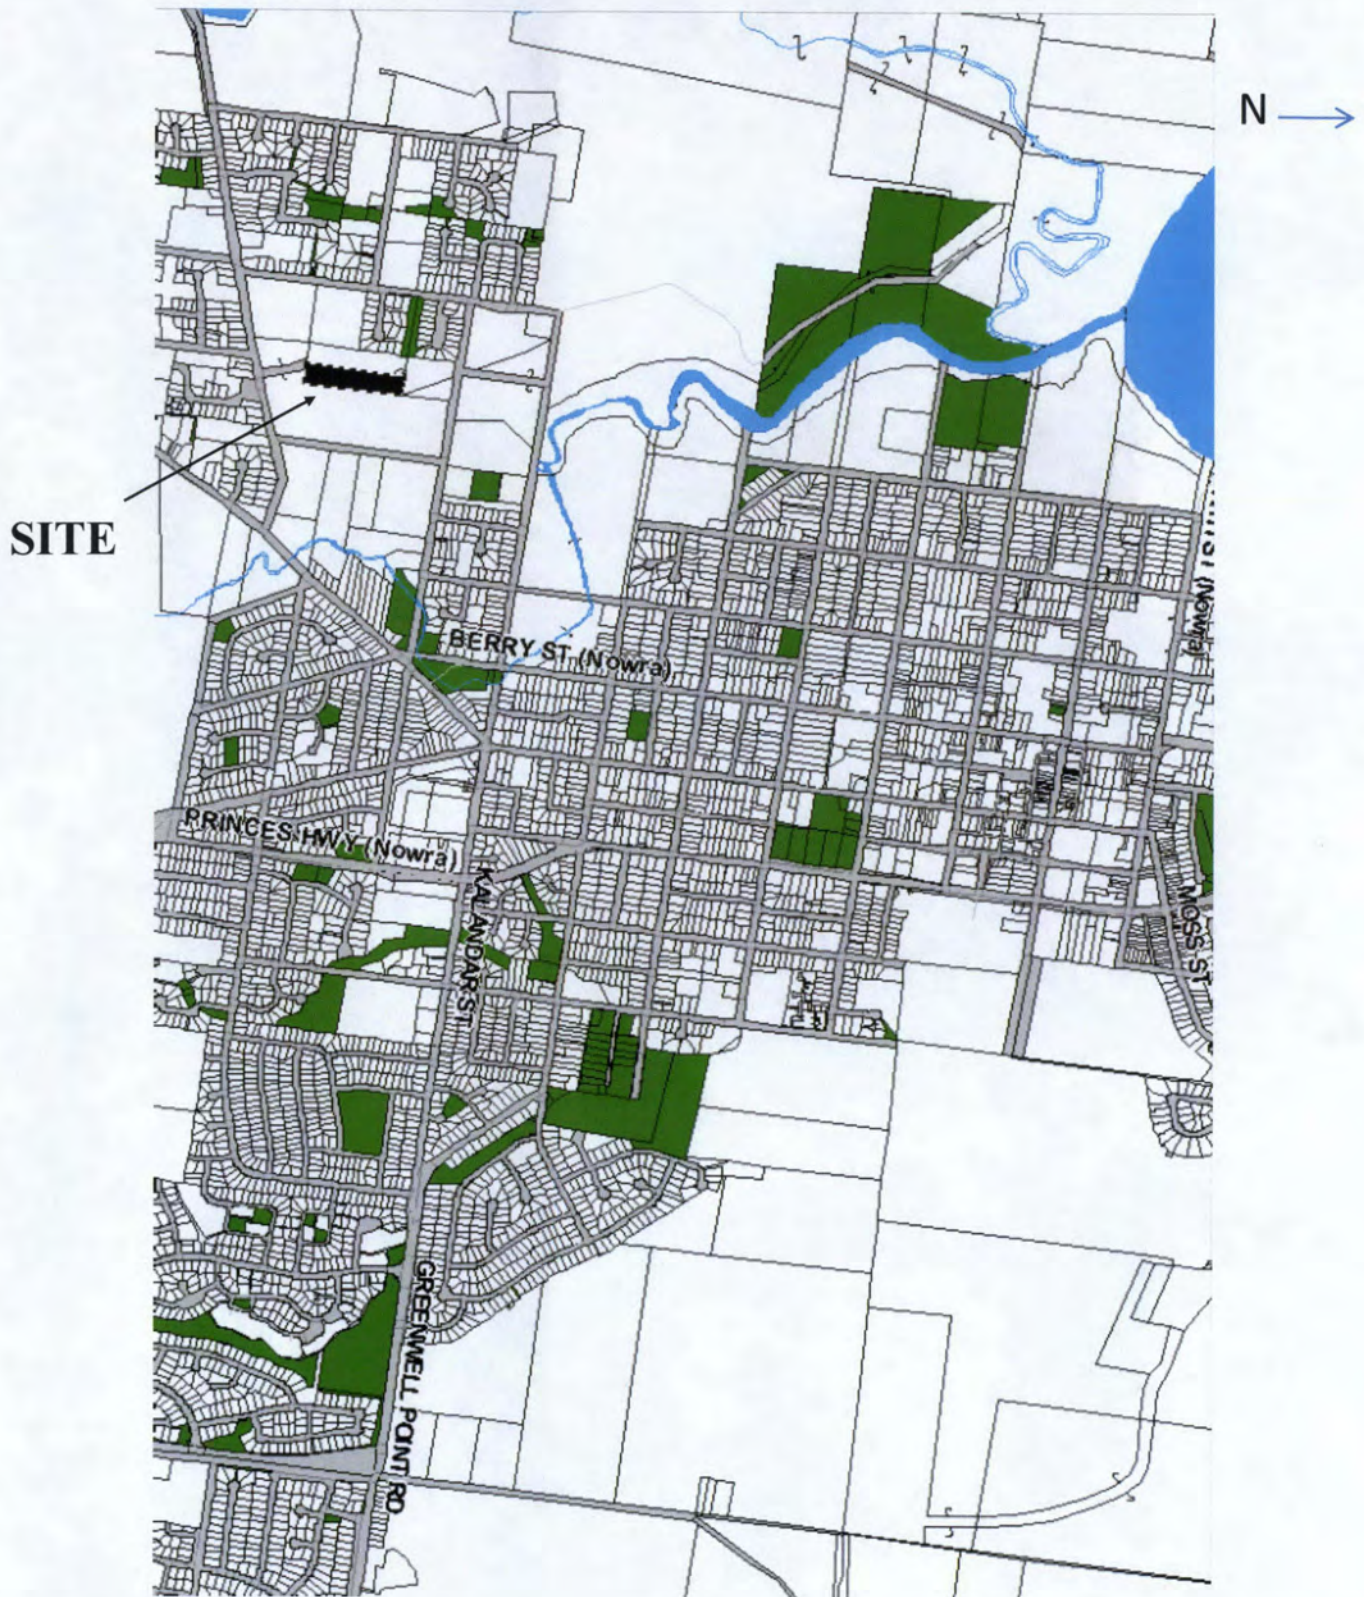 N
SITE
BERRY ST (Nowra)
(Nowra)
PRINCES HWY (Nowra)
KALANDAR ST
MOSS ST
GREENWELL POINT RD